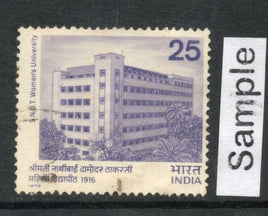 S.N.D.T. Women's University
25
श्रीमती नाथीबाई दामोदर ठाकरसी
महिला विद्यापीठ 1916
भारत
INDIA
Sample